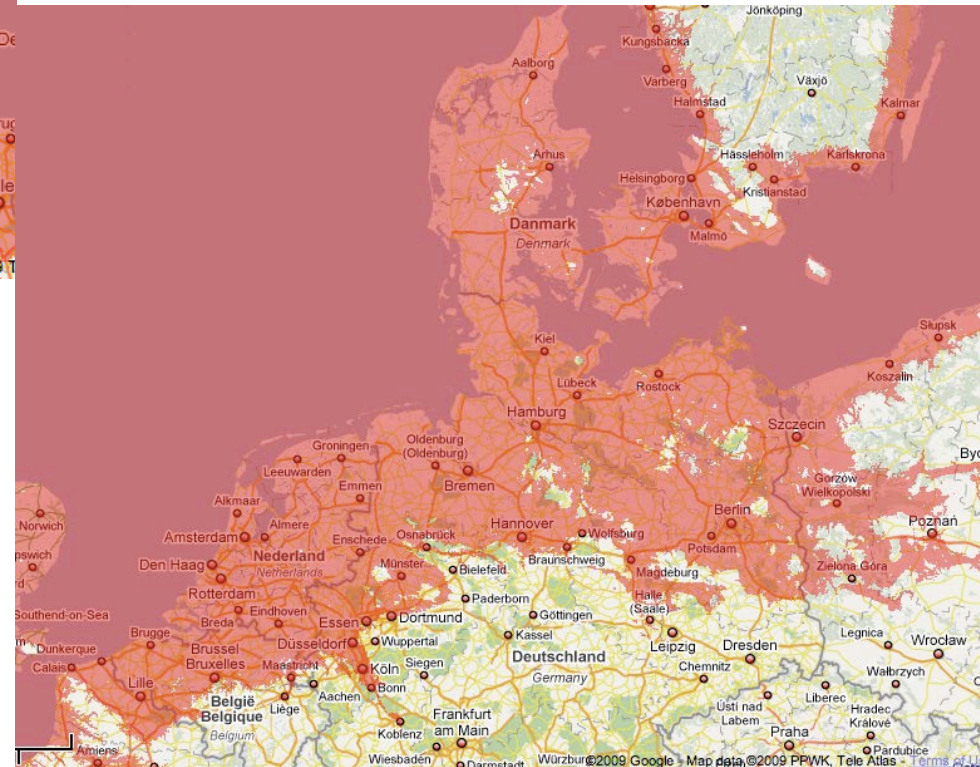 Jönköping
De
Kungsbacka
Aalborg
Varberg
Växjö
Halmstad
Kalmar
Århus
Hässleholm
Karlskrona
Helsingborg
Kristianstad
København
Danmark
Malmö
Denmark
Słupsk
Kiel
Koszalin
Lübeck
Rostock
Hamburg
Szczecin
Oldenburg
(Oldenburg)
Groningen
Leeuwarden
Bremen
Emmen
Gorzów
Wielkopolski
Alkmaar
Norwich
Almere
Berlin
Poznań
Amsterdam
Enschede
Osnabrück
Hannover
Wolfsburg
Nederland
Potsdam
Den Haag
Netherlands
Münster
Bielefeld
Braunschweig
Magdeburg
Zielona Góra
Rotterdam
Paderborn
Halle
(Saale)
Southend-on-Sea
Eindhoven
Breda
Essen
Dortmund
Göttingen
Legnica
Brugge
Düsseldorf
Wuppertal
Kassel
Leipzig
Dresden
Wrocław
Dunkerque
Brussel
Bruxelles
Deutschland
Calais
Maastricht
Köln
Siegen
Germany
Chemnitz
Wałbrzych
Lille
Aachen
Bonn
Liberec
België
Belgique
Liège
Ústí nad
Labem
Hradec
Králové
Belgium
Koblenz
Frankfurt
am Main
Praha
Amiens
Wiesbaden
Darmstadt
Würzburg
Pardubice
©2009 Google - Map data ©2009 PPWK, Tele Atlas - Terms of